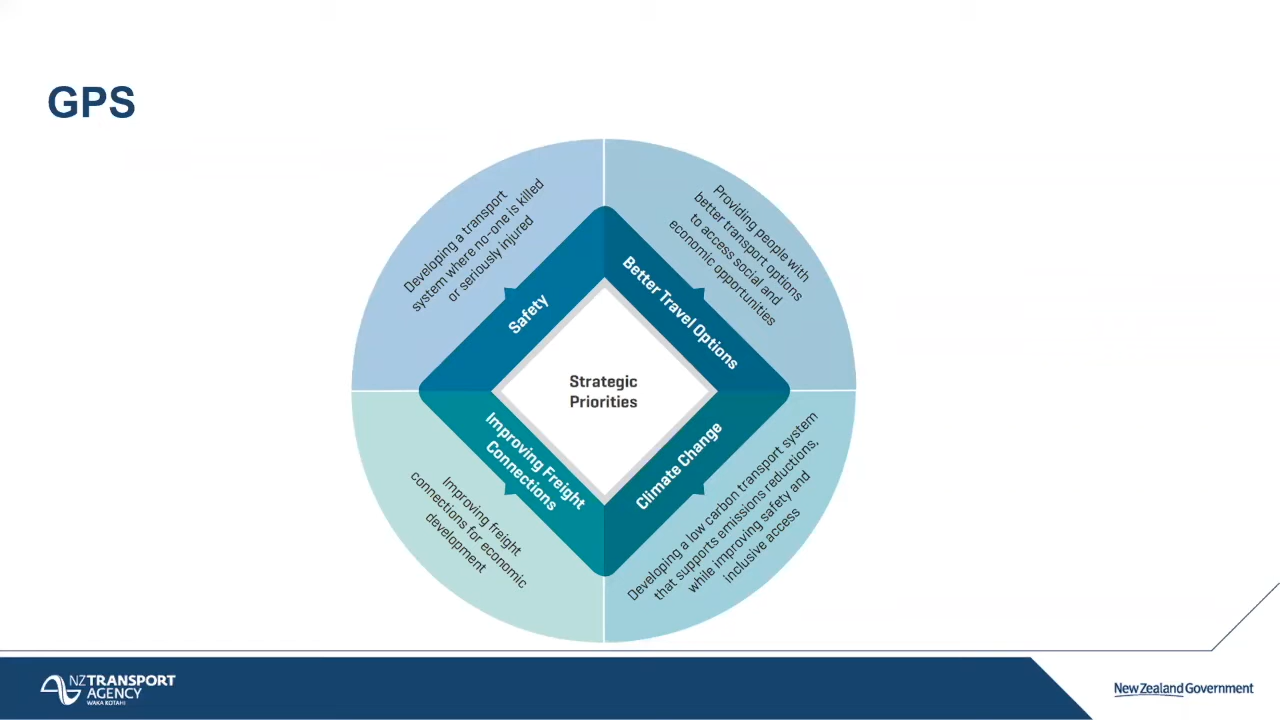 GPS
Developing a transport
system where no-one is killed
or seriously injured
Safety
Providing people with
better transport options
to access social and
economic opportunities
Better Travel Options
Strategic
Priorities
Improving Freight
Connections
Improving freight
connections for economic
development
Climate Change
Developing a low carbon transport system
that supports emissions reductions,
while improving safety and
inclusive access
NZTRANSPORT
AGENCY
WAKA KOTAHI
New Zealand Government